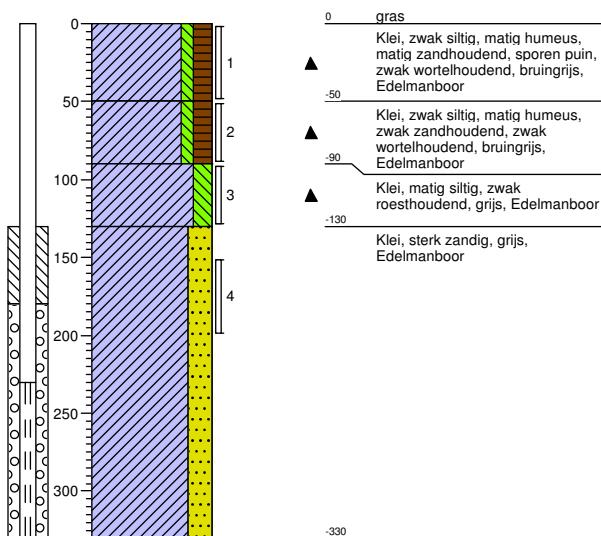 0
50
100
150
200
250
300
1
2
3
4
0
gras
Klei, zwak siltig, matig humeus,
matig zandhoudend, sporen puin,
zwak wortelhoudend, bruingrijs,
Edelmanboor
-50
Klei, zwak siltig, matig humeus,
zwak zandhoudend, zwak
wortelhoudend, bruingrijs,
Edelmanboor
-90
Klei, matig siltig, zwak
roesthoudend, grijs, Edelmanboor
-130
Klei, sterk zandig, grijs,
Edelmanboor
-330